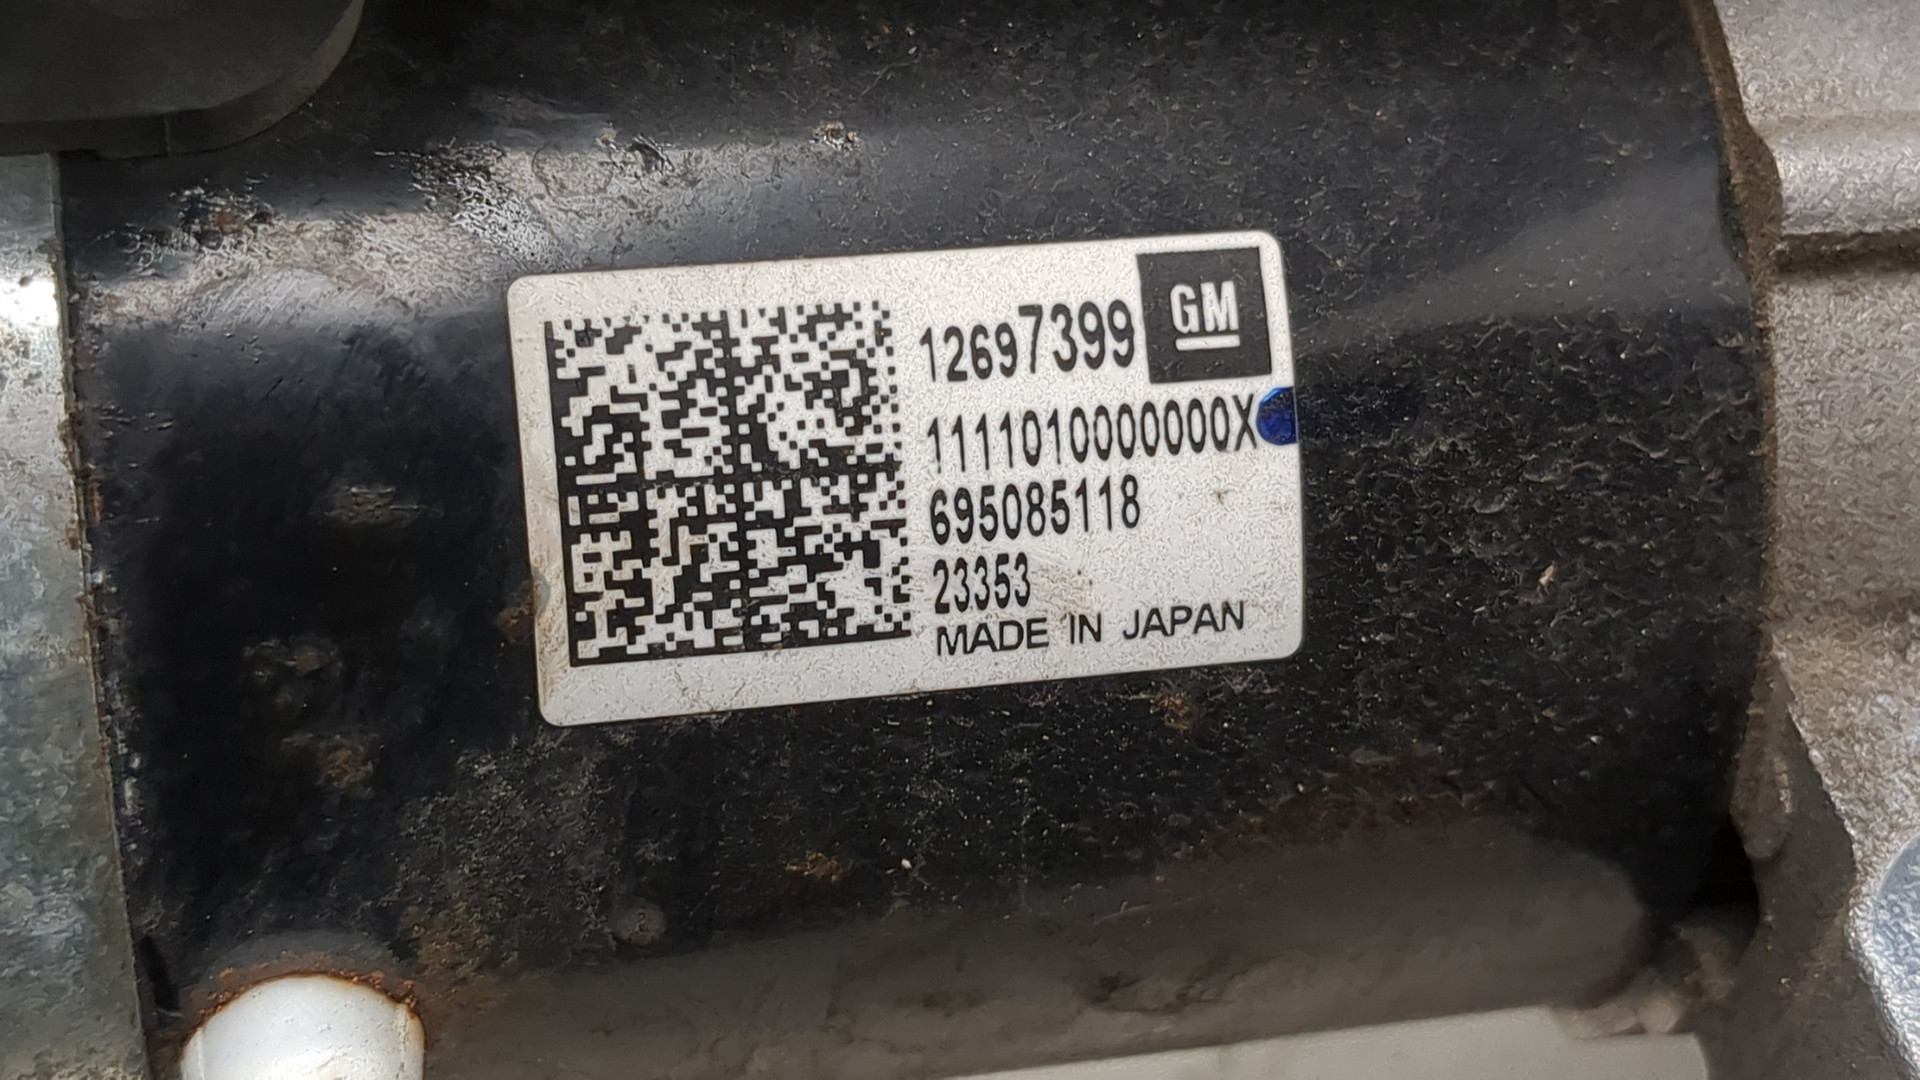 12697399 GM
1111010000000X
695085118
23353
MADE IN JAPAN